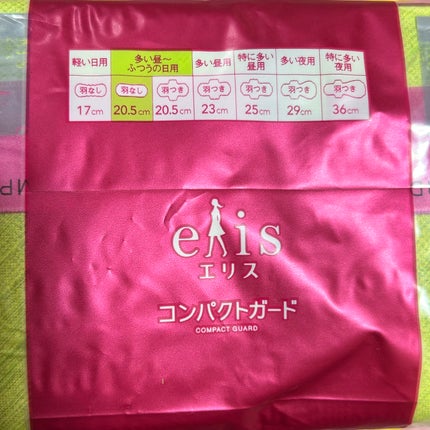 軽い日用 多い昼～ふつうの日用 多い昼用 特に多い昼用 多い夜用 特に多い夜用
羽なし 羽なし 羽つき 羽つき 羽つき 羽つき 羽つき
17cm 20.5cm 20.5cm 23cm 25cm 29cm 36cm
elis
エリス
コンパクトガード
COMPACT GUARD